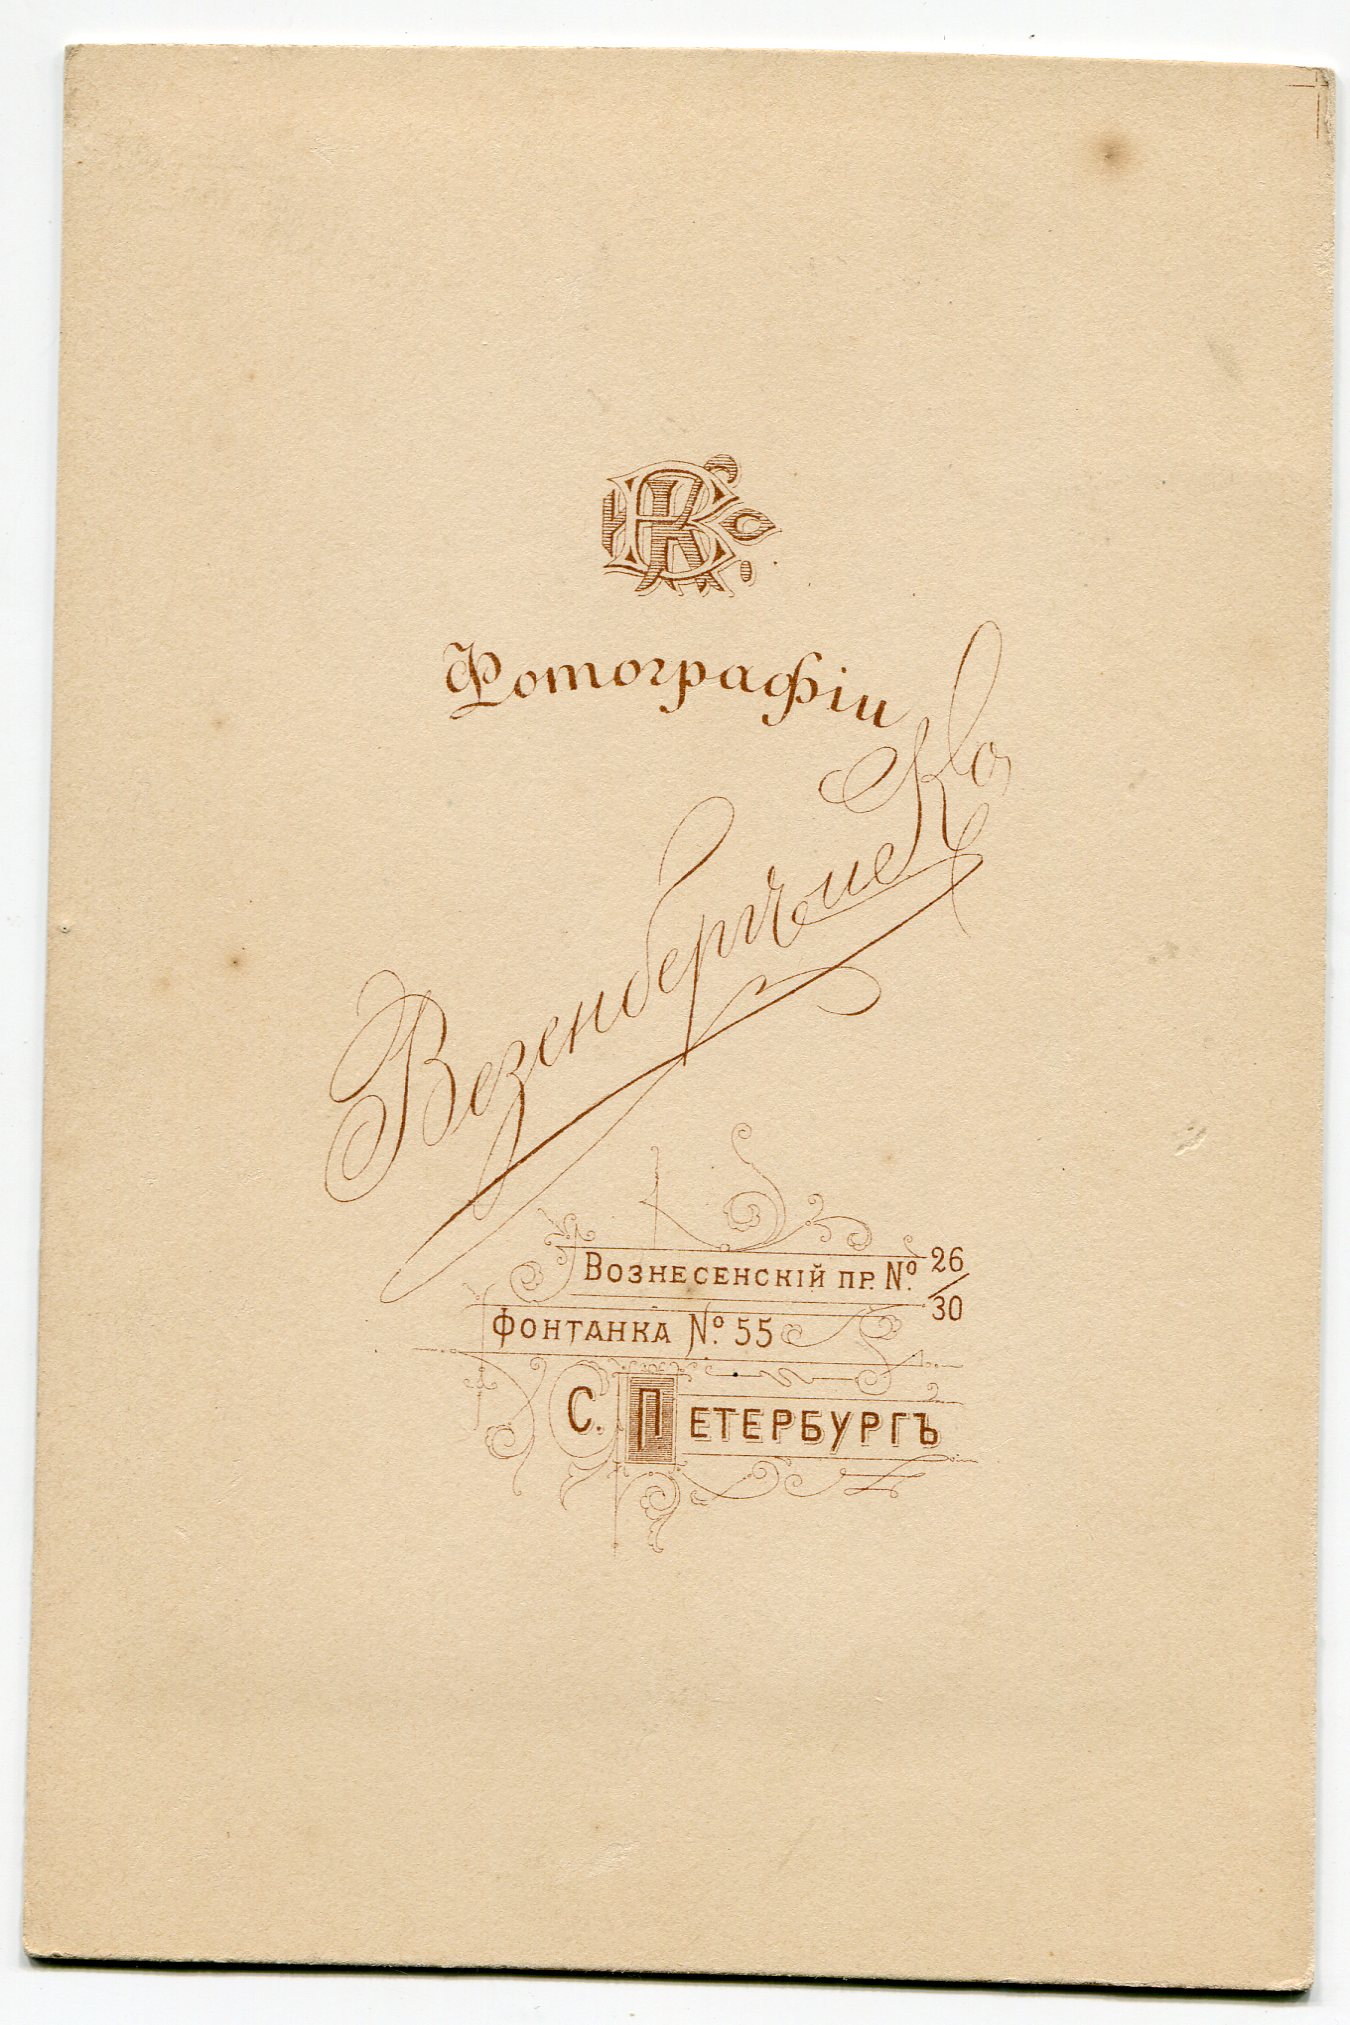 Фотографіи
Везенбергъ и Ко
Вознесенскій пр. № 26/30
Фонтанка № 55
С. Петербургъ